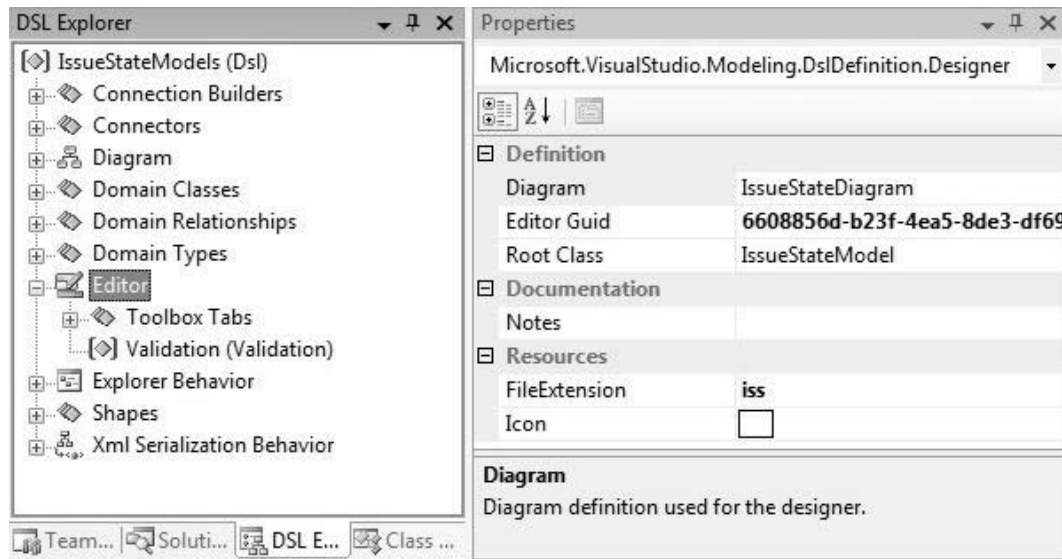 DSL Explorer
IssueStateModels (Dsl)
Connection Builders
Connectors
Diagram
Domain Classes
Domain Relationships
Domain Types
Editor
Toolbox Tabs
Validation (Validation)
Explorer Behavior
Shapes
Xml Serialization Behavior
Team... Soluti... DSL E... Class ...
Properties
Microsoft.VisualStudio.Modeling.DslDefinition.Designer
Definition
Diagram IssueStateDiagram
Editor Guid 6608856d-b23f-4ea5-8de3-df69
Root Class IssueStateModel
Documentation
Notes
Resources
FileExtension iss
Icon
Diagram
Diagram definition used for the designer.